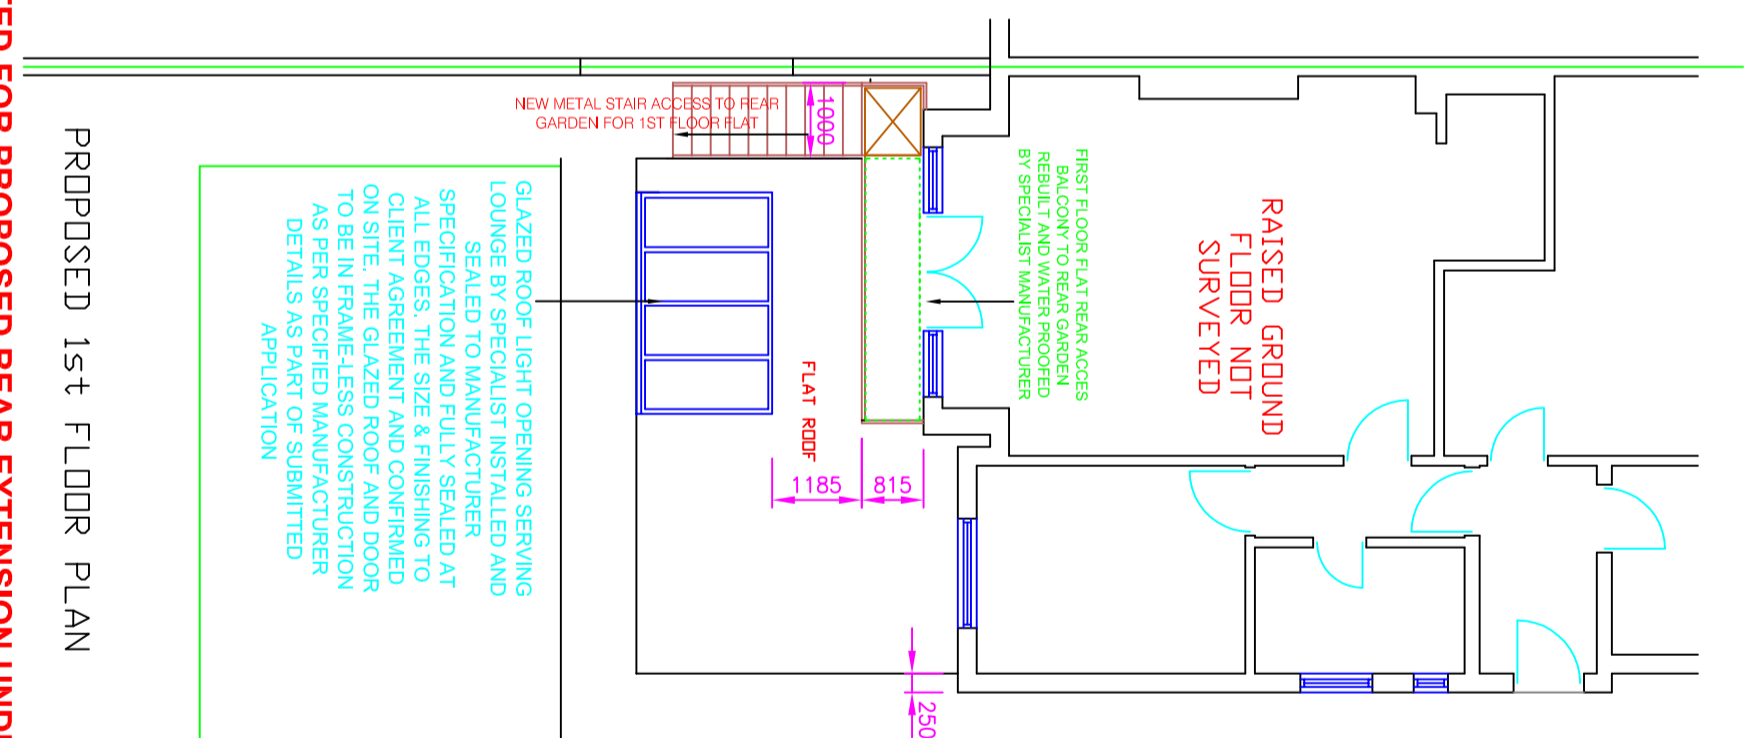 NEW METAL STAIR ACCESS TO REAR
GARDEN FOR 1ST FLOOR FLAT
1000
FIRST FLOOR FLAT REAR ACCES
BALCONY TO REAR GARDEN
REBUILT AND WATER PROOFED
BY SPECIALIST MANUFACTURER
RAISED GROUND
FLOOR NOT
SURVEYED
GLAZED ROOF LIGHT OPENING SERVING
LOUNGE BY SPECIALIST INSTALLED AND
SEALED TO MANUFACTURER
SPECIFICATION AND FULLY SEALED AT
ALL EDGES, THE SIZE & FINISHING TO
CLIENT AGREEMENT AND CONFIRMED
ON SITE. THE GLAZED ROOF AND DOOR
TO BE IN FRAME-LESS CONSTRUCTION
AS PER SPECIFIED MANUFACTURER
DETAILS AS PART OF SUBMITTED
APPLICATION
FLAT ROOF
1185
815
250
PROPOSED 1st FLOOR PLAN
FOR PROPOSED REAR EXTENSION